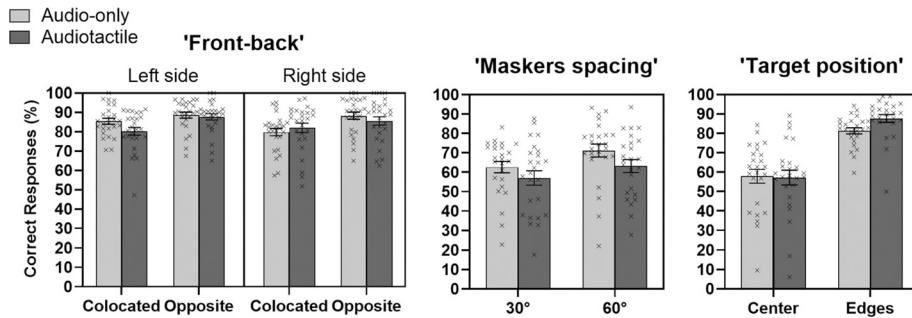 Audio-only
Audiotactile
'Front-back'
Left side
Right side
Correct Responses (%)
100
90
80
70
60
50
40
30
20
10
0
Colocated Opposite
Colocated Opposite
'Maskers spacing'
100
90
80
70
60
50
40
30
20
10
0
30°
60°
'Target position'
100
90
80
70
60
50
40
30
20
10
0
Center
Edges